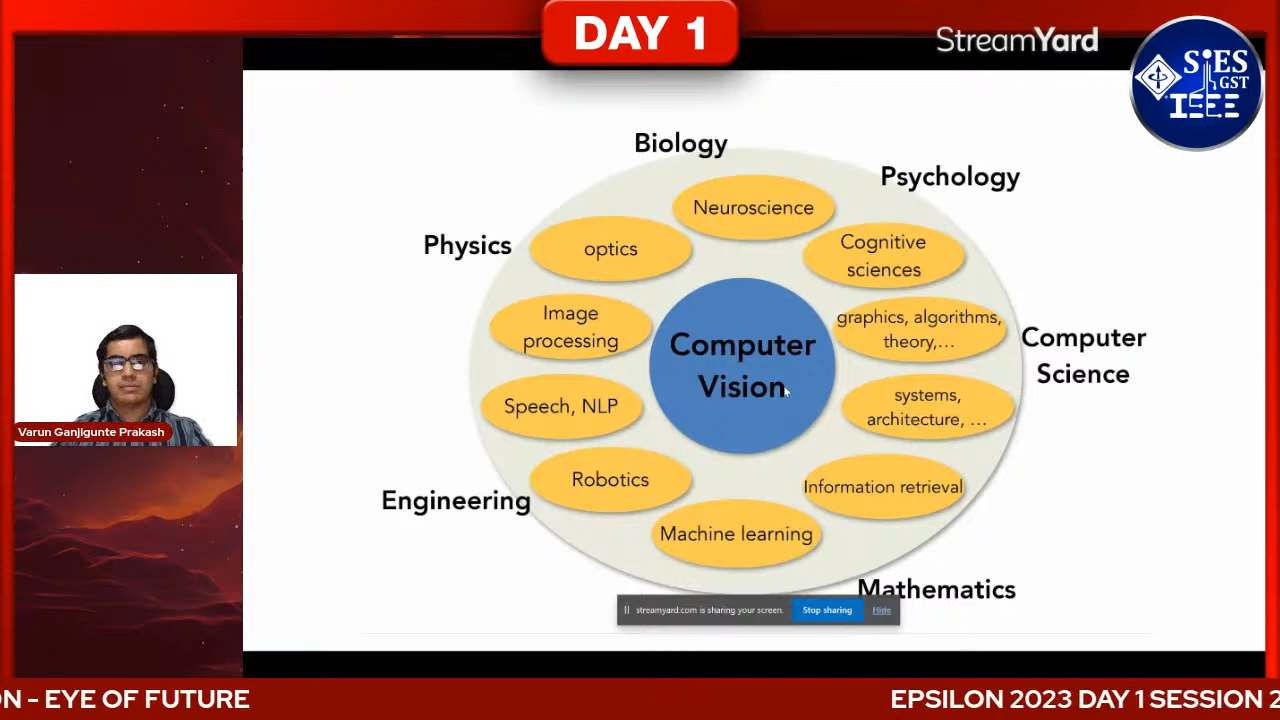 DAY 1
StreamYard
SIES
GST
IEEE
Biology
Psychology
Neuroscience
Physics
optics
Cognitive
sciences
Image
processing
graphics, algorithms,
theory,...
Computer
Science
Computer
Vision
Speech, NLP
systems,
architecture, ...
Engineering
Robotics
Information retrieval
Machine learning
Mathematics
streamyard.com is sharing your screen.
Stop sharing
Hide
Varun Ganjigunte Prakash
ON - EYE OF FUTURE
EPSILON 2023 DAY 1 SESSION 2